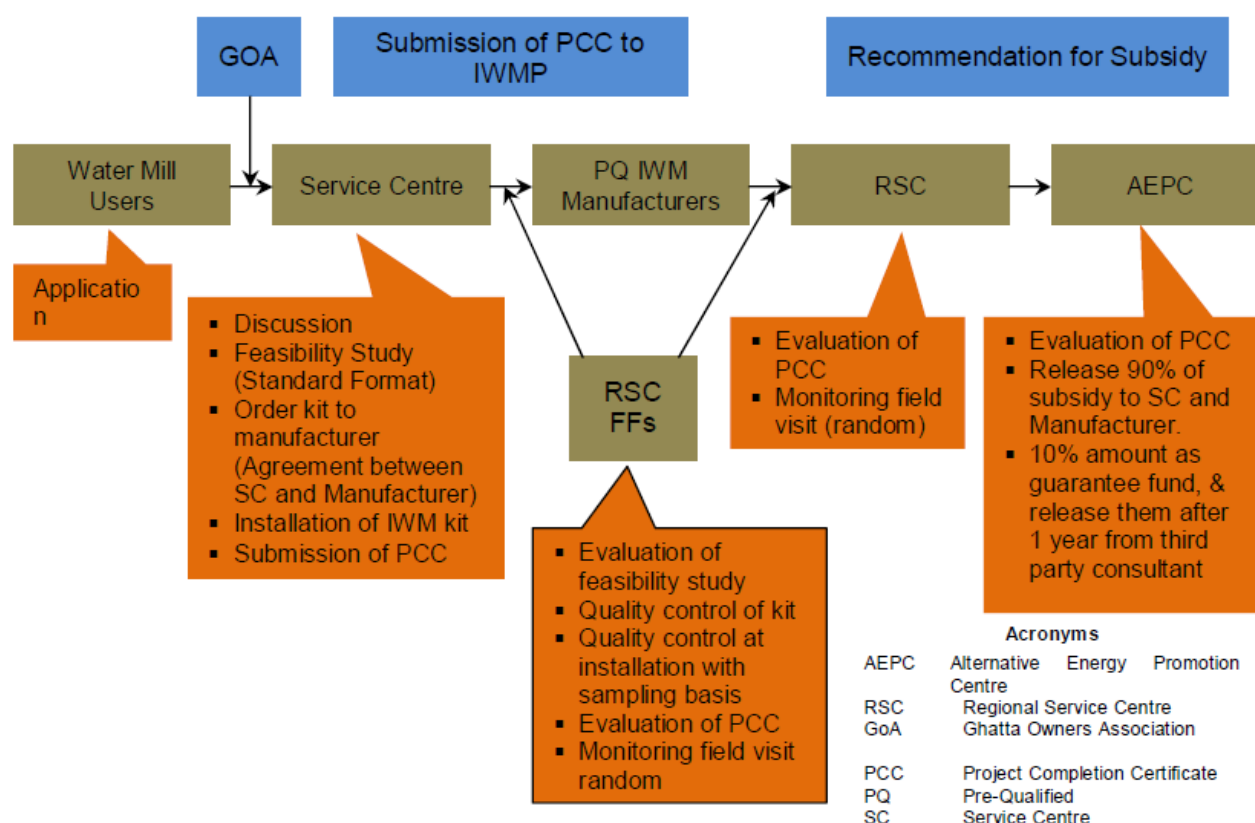 GOA
Submission of PCC to
IWMP
Recommendation for Subsidy
Water Mill
Users
Service Centre
PQ IWM
Manufacturers
RSC
AEPC
Applicatio
n
▪ Discussion
▪ Feasibility Study
(Standard Format)
▪ Order kit to
manufacturer
(Agreement between
SC and Manufacturer)
▪ Installation of IWM kit
▪ Submission of PCC
RSC
FFs
▪ Evaluation of
feasibility study
▪ Quality control of kit
▪ Quality control at
installation with
sampling basis
▪ Evaluation of PCC
▪ Monitoring field visit
random
▪ Evaluation of
PCC
▪ Monitoring field
visit (random)
▪ Evaluation of PCC
▪ Release 90% of
subsidy to SC and
Manufacturer.
▪ 10% amount as
guarantee fund, &
release them after
1 year from third
party consultant
Acronyms
AEPC Alternative Energy Promotion
Centre
RSC Regional Service Centre
GoA Ghatta Owners Association
PCC Project Completion Certificate
PQ Pre-Qualified
SC Service Centre